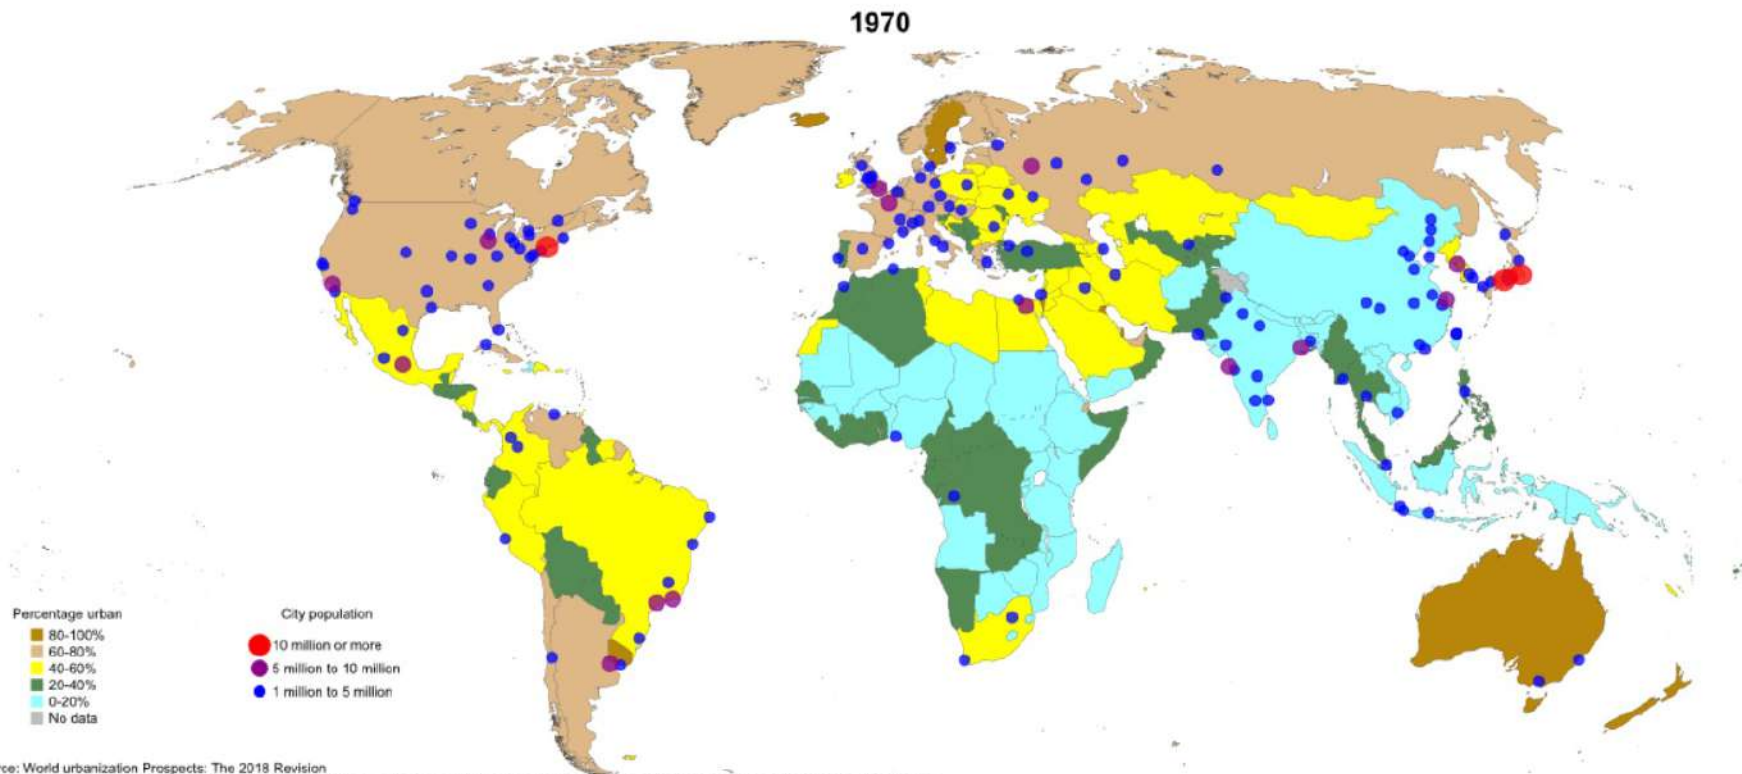 1970
Percentage urban
80-100%
60-80%
40-60%
20-40%
0-20%
No data
City population
10 million or more
5 million to 10 million
1 million to 5 million
rce: World urbanization Prospects: The 2018 Revision